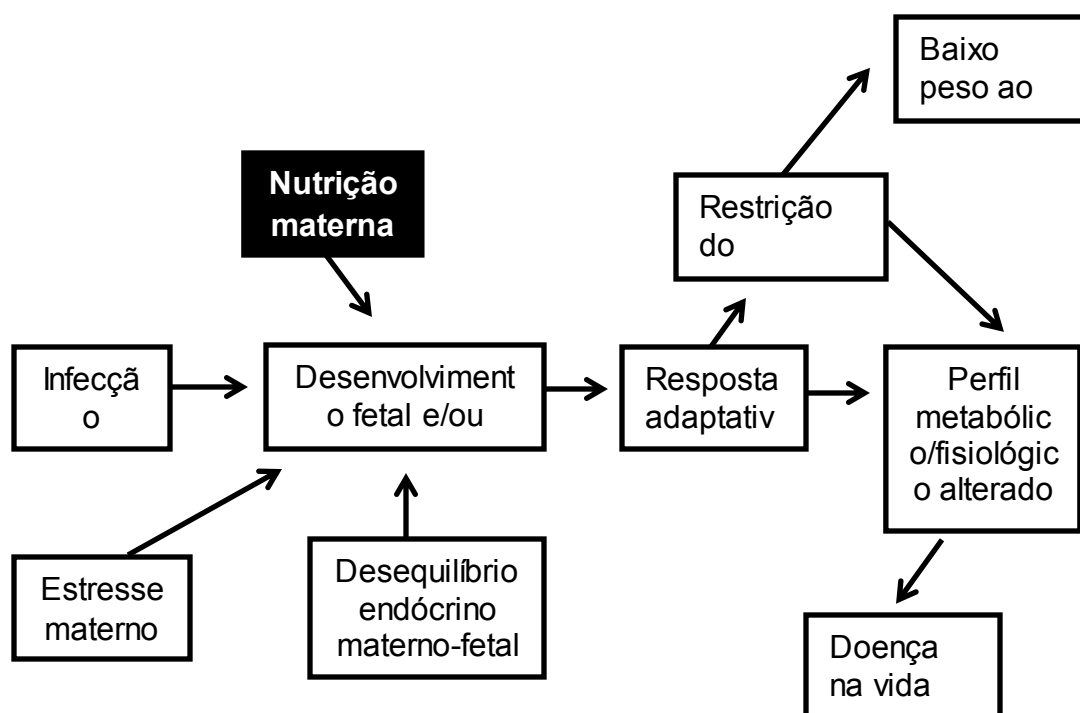 Baixo
peso ao
Nutrição
materna
Restrição
do
Infecçã
o
Desenvolviment
o fetal e/ou
Resposta
adaptativ
Perfil
metabólic
o/fisiológic
o alterado
Estresse
materno
Desequilíbrio
endócrino
materno-fetal
Doença
na vida